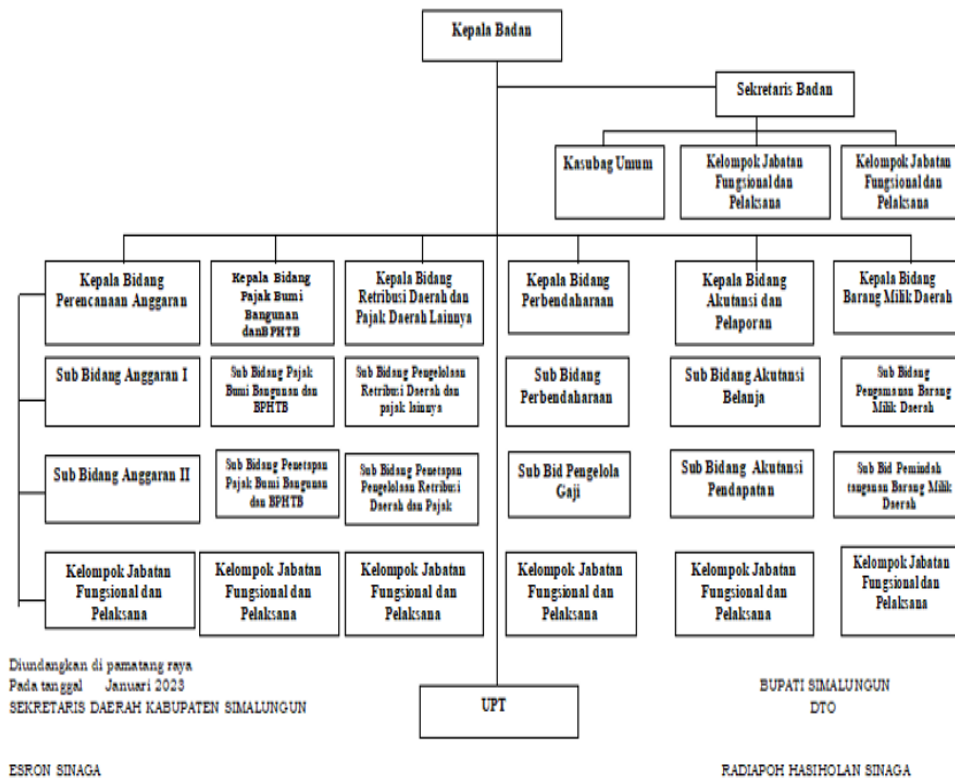 Kepala Badan
Sekretaris Badan
Kasubag Umum
Kelompok Jabatan
Fungsional dan
Pelaksana
Kelompok Jabatan
Fungsional dan
Pelaksana
Kepala Bidang
Perencanaan Anggaran
Kepala Bidang
Pajak Bumi
Bangunan
danBPHTB
Kepala Bidang
Retribusi Daerah dan
Pajak Daerah Lainnya
Kepala Bidang
Perbendaharaan
Kepala Bidang
Akutansi dan
Pelaporan
Kepala Bidang
Barang Milik Daerah
Sub Bidang Anggaran I
Sub Bidang Pajak
Bumi Bangunan dan
BPHTB
Sub Bidang Pengelolaan
Retribusi Daerah dan
pajak lainnya
Sub Bidang
Perbendaharaan
Sub Bidang Akutansi
Belanja
Sub Bidang
Pengamanan Barang
Milik Daerah
Sub Bidang Anggaran II
Sub Bidang Penetapan
Pajak Bumi Bangunan
dan BPHTB
Sub Bidang Penetapan
Pengelolaan Retribusi
Daerah dan Pajak
Sub Bid Pengelola
Gaji
Sub Bidang Akutansi
Pendapatan
Sub Bid Pemindah
tanganan Barang Milik
Daerah
Kelompok Jabatan
Fungsional dan
Pelaksana
Kelompok Jabatan
Fungsional dan
Pelaksana
Kelompok Jabatan
Fungsional dan
Pelaksana
Kelompok Jabatan
Fungsional dan
Pelaksana
Kelompok Jabatan
Fungsional dan
Pelaksana
Kelompok Jabatan
Fungsional dan
Pelaksana
UPT
Diundangkan di pamatang raya
Pada tanggal Januari 2023
SEKRETARIS DAERAH KABUPATEN SIMALUNGUN
ESRON SINAGA
BUPATI SIMALUNGUN
DTO
RADIAPOH HASIHOLAN SINAGA